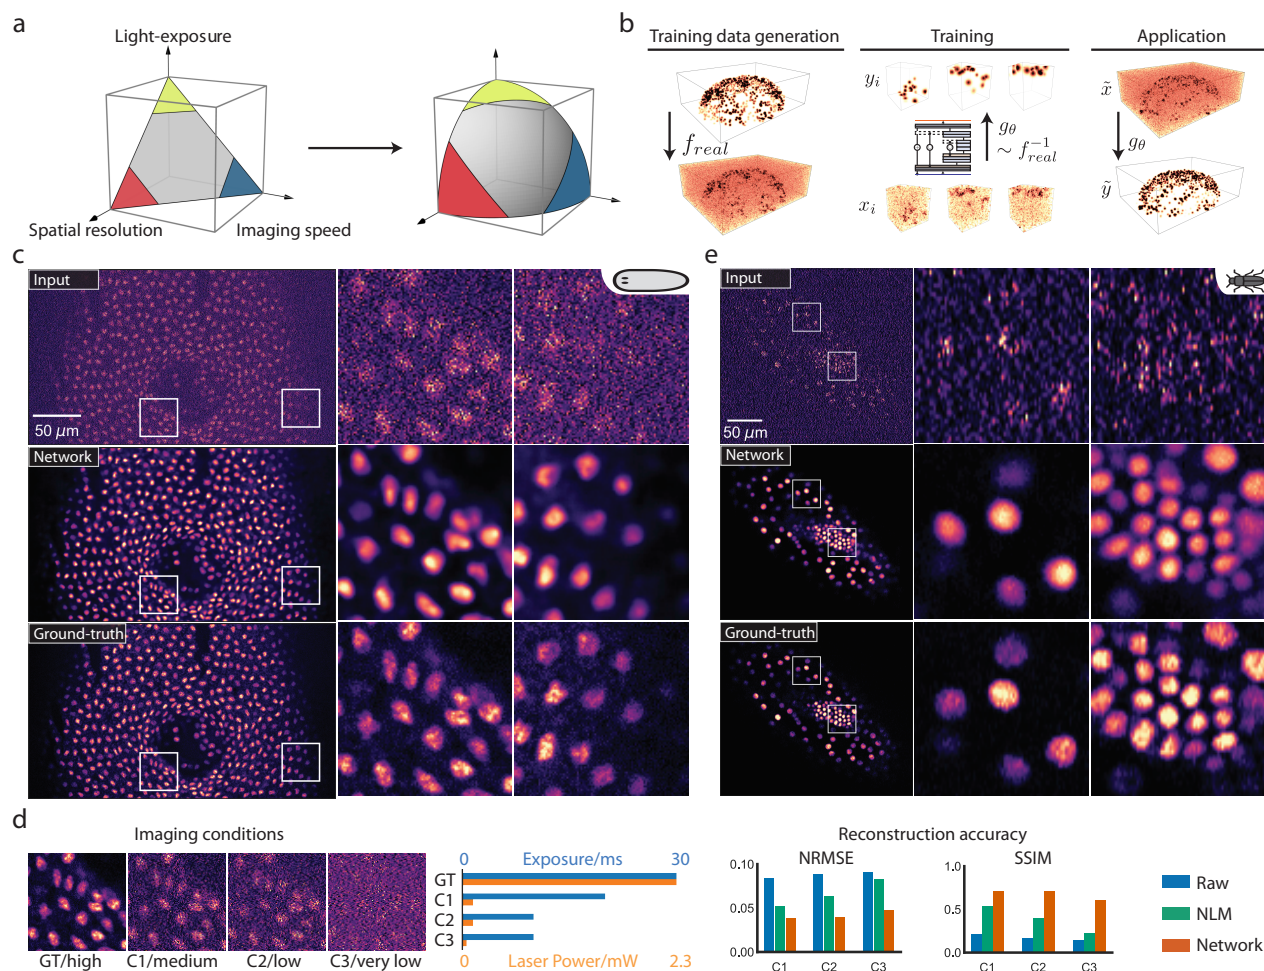 a
Light-exposure
Spatial resolution
Imaging speed
b
Training data generation
Training
Application
f_real
y_i
g_θ
∼ f_real^{-1}
x_i
x̃
g_θ
ỹ
c
Input
50 µm
Network
Ground-truth
e
Input
50 µm
Network
Ground-truth
d
Imaging conditions
GT/high
C1/medium
C2/low
C3/very low
0 Exposure/ms 30
GT
C1
C2
C3
0 Laser Power/mW 2.3
Reconstruction accuracy
NRMSE
0.10
0.05
0.00
C1 C2 C3
SSIM
1.0
0.5
0.0
C1 C2 C3
Raw
NLM
Network